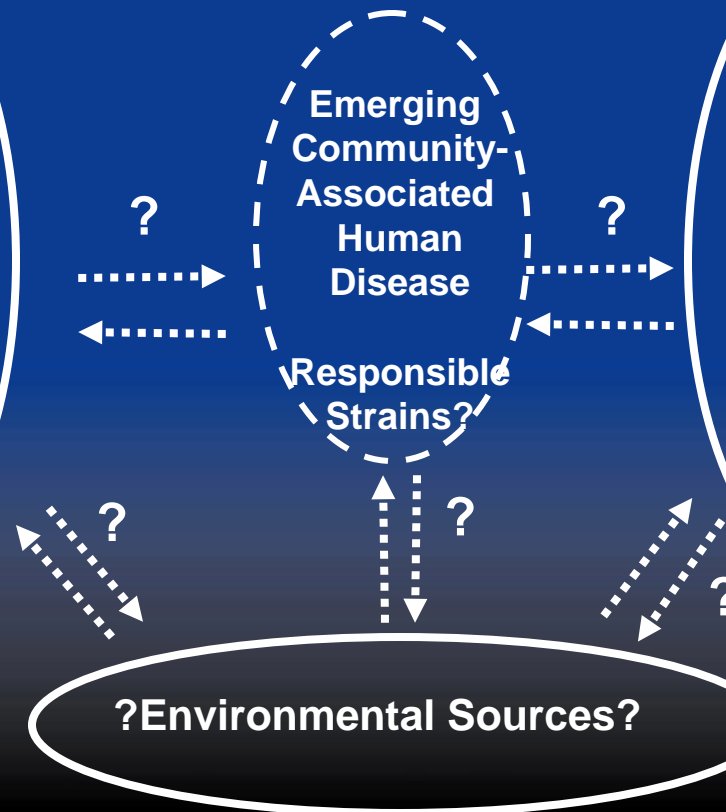 Emerging
Community-
Associated
Human
Disease
Responsible
Strains?
?
?
?
?
?
?Environmental Sources?